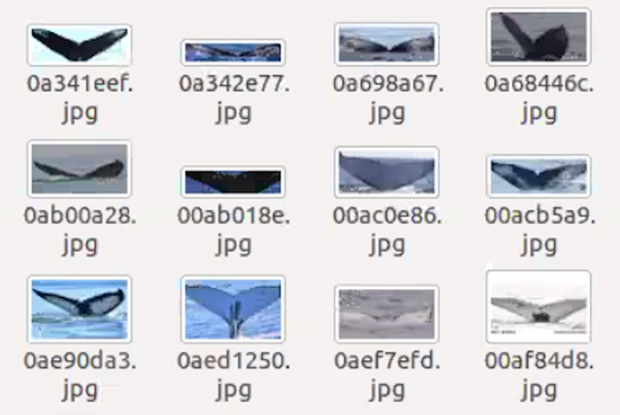 0a341eef. 0a342e77. 0a698a67. 0a68446c.
jpg jpg jpg jpg
0ab00a28. 00ab018e. 00ac0e86. 00acb5a9.
jpg jpg jpg jpg
0ae90da3. 0aed1250. 0aef7efd. 00af84d8.
jpg jpg jpg jpg